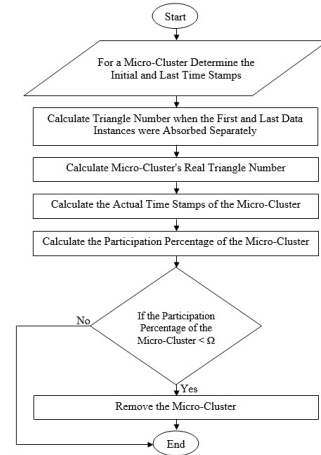 Start
For a Micro-Cluster Determine the
Initial and Last Time Stamps
Calculate Triangle Number when the First and Last Data
Instances were Absorbed Separately
Calculate Micro-Cluster's Real Triangle Number
Calculate the Actual Time Stamps of the Micro-Cluster
Calculate the Participation Percentage of the Micro-Cluster
If the Participation
Percentage of the
Micro-Cluster < Ω
No
Yes
Remove the Micro-Cluster
End